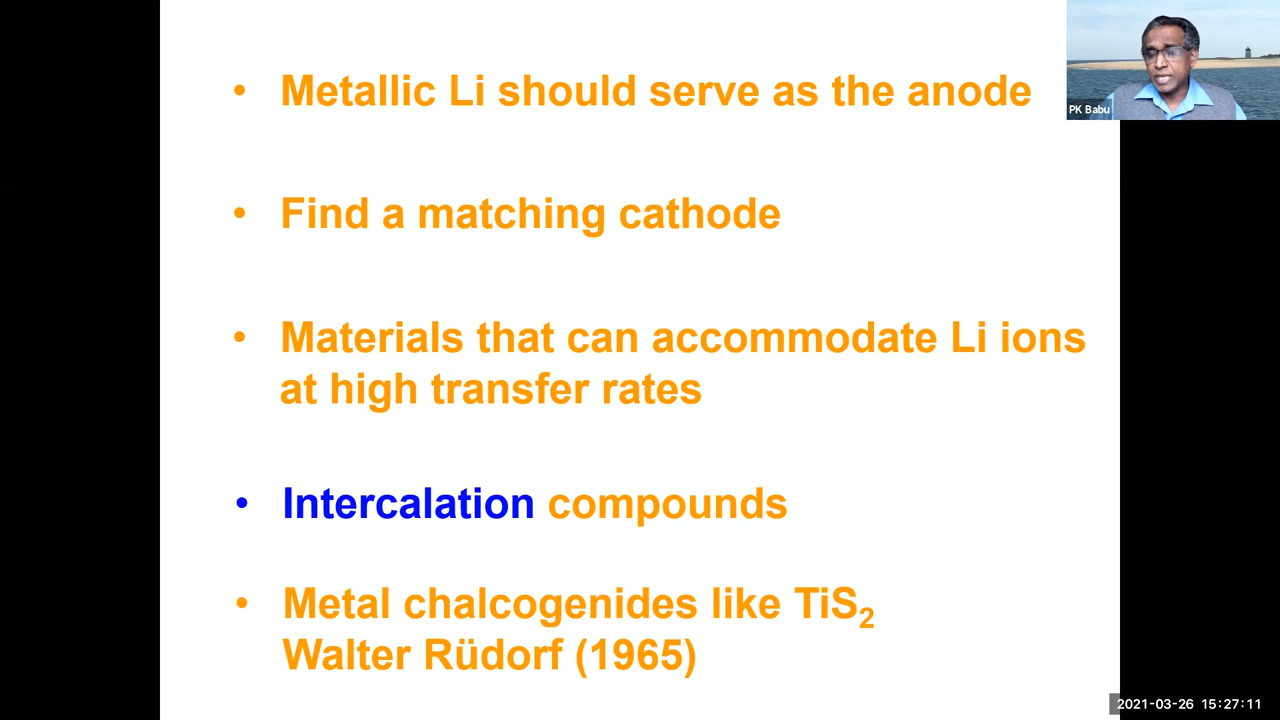 • Metallic Li should serve as the anode
PK Babu
• Find a matching cathode
• Materials that can accommodate Li ions
at high transfer rates
• Intercalation compounds
• Metal chalcogenides like TiS₂
Walter Rüdorf (1965)
2021-03-26 15:27:11